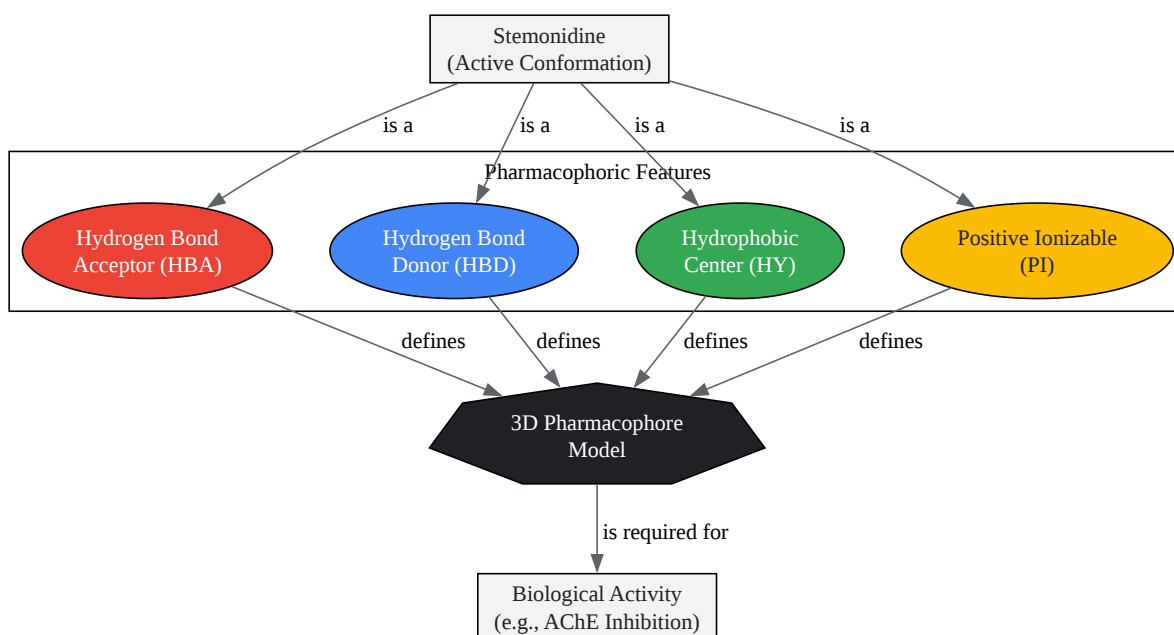 Stemonidine
(Active Conformation)
is a
is a
is a
is a
Pharmacophoric Features
Hydrogen Bond
Acceptor (HBA)
Hydrogen Bond
Donor (HBD)
Hydrophobic
Center (HY)
Positive Ionizable
(PI)
defines
defines
defines
defines
3D Pharmacophore
Model
is required for
Biological Activity
(e.g., AChE Inhibition)